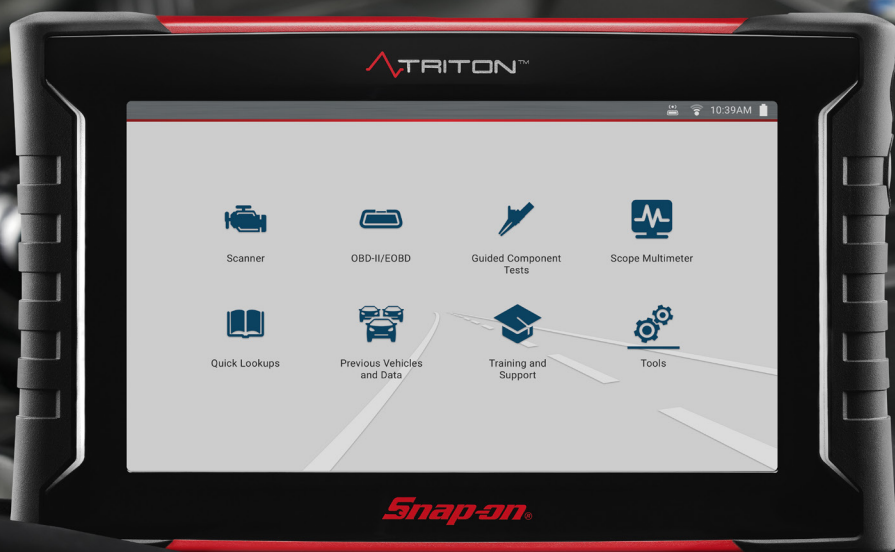 TRITON™
10:39AM
Scanner
OBD-II/EOBD
Guided Component
Tests
Scope Multimeter
Quick Lookups
Previous Vehicles
and Data
Training and
Support
Tools
Snap-on®